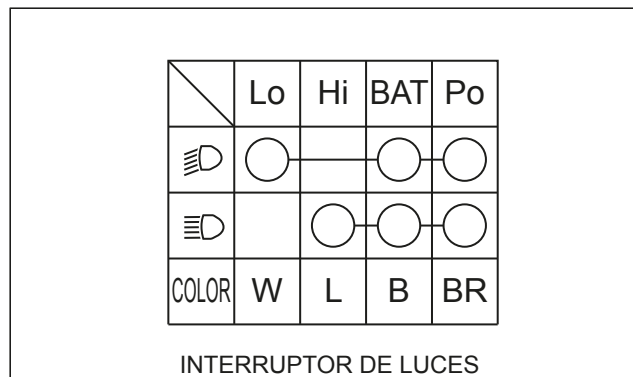 Lo Hi BAT Po
COLOR W L B BR
INTERRUPTOR DE LUCES